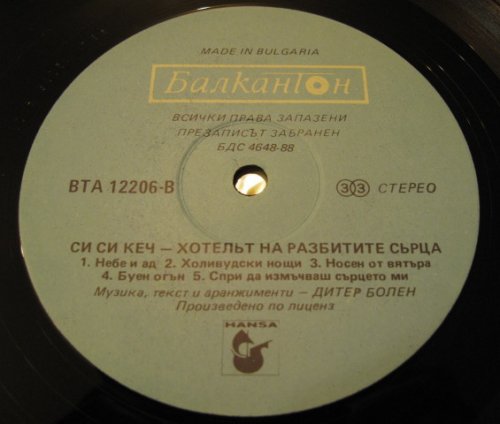 MADE IN BULGARIA
Балкантон
ВСИЧКИ ПРАВА ЗАПАЗЕНИ
ПРЕЗАПИСЪТ ЗАБРАНЕН
БДС 4648-88
ВТА 12206-В
33 СТЕРЕО
СИ СИ КЕЧ – ХОТЕЛЪТ НА РАЗБИТИТЕ СЪРЦА
1. Небе и ад 2. Холивудски нощи 3. Носен от вятъра
4. Буен огън 5. Спри да измъчваш сърцето ми
Музика, текст и аранжименти – ДИТЕР БОЛЕН
Произведено по лиценз
HANSA